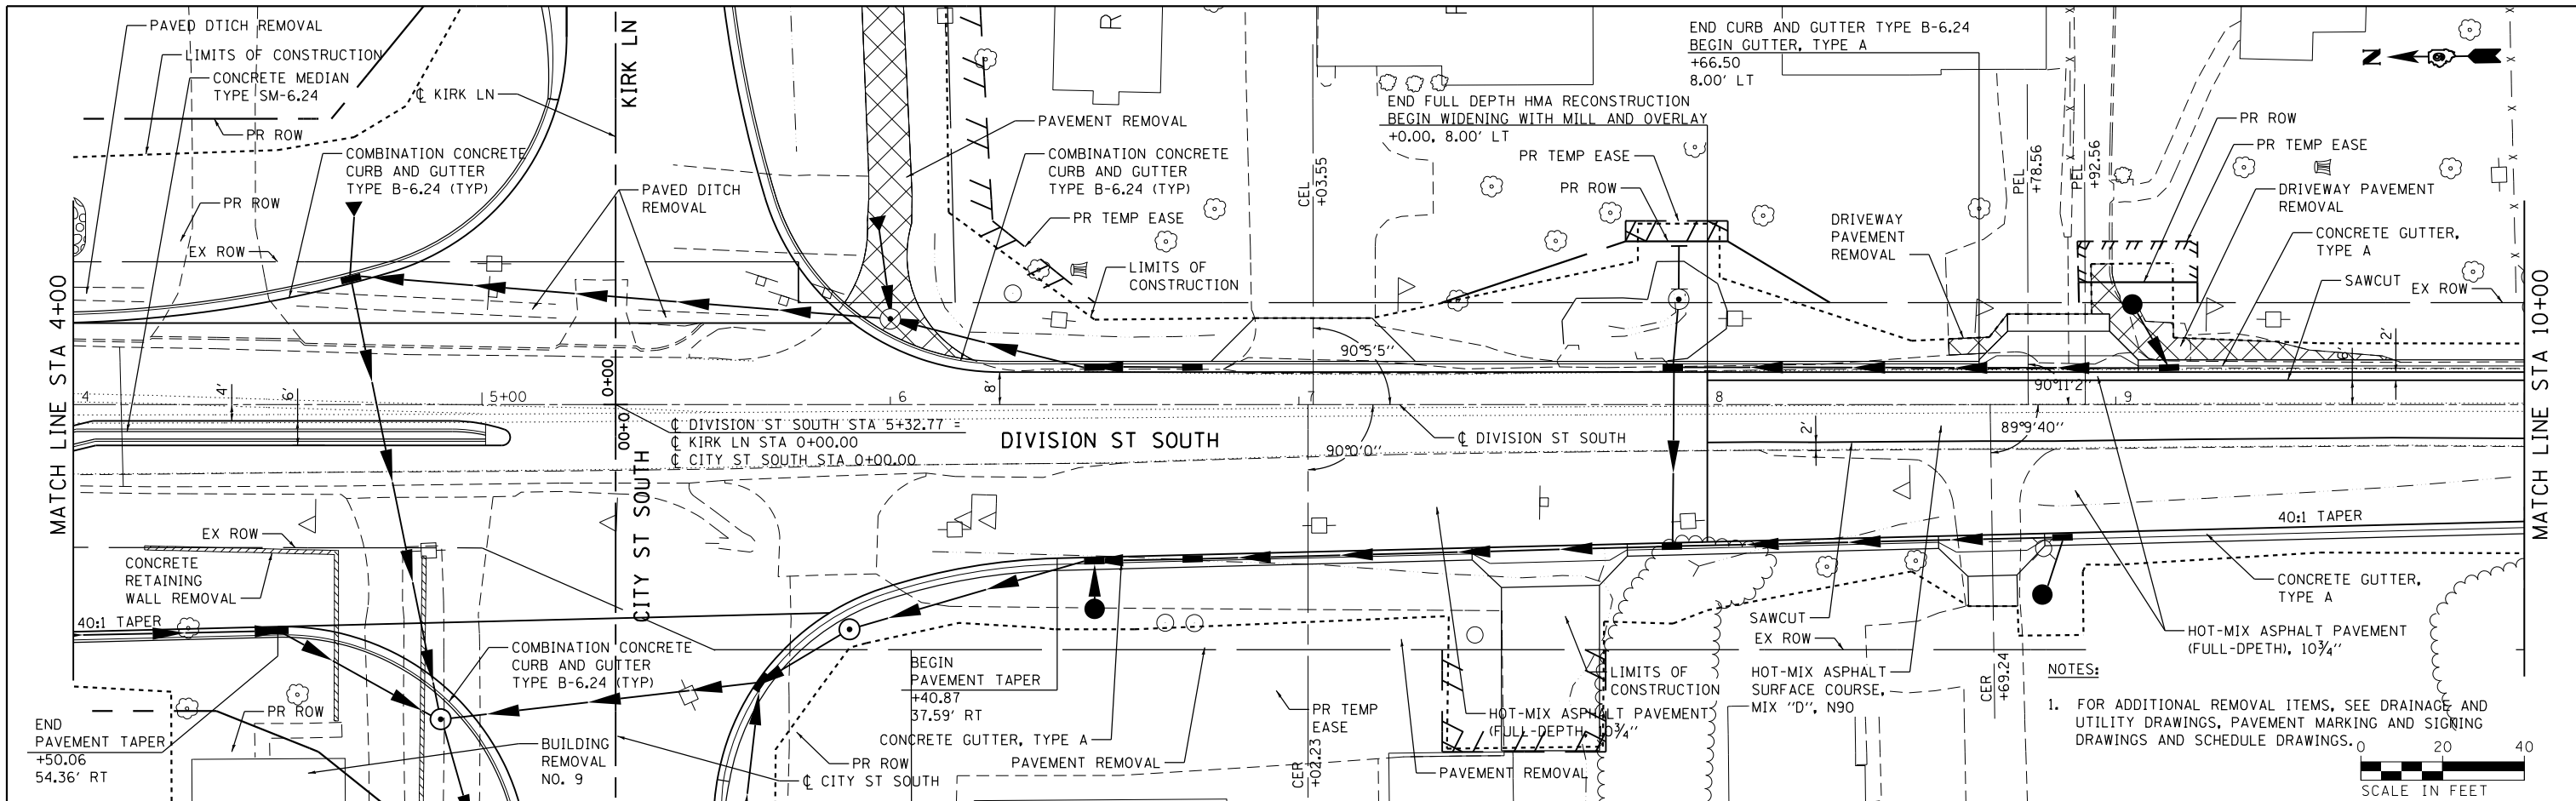 PAVED DTICH REMOVAL
LIMITS OF CONSTRUCTION
CONCRETE MEDIAN
TYPE SM-6.24
℄ KIRK LN
KIRK LN
PR ROW
COMBINATION CONCRETE
CURB AND GUTTER
TYPE B-6.24 (TYP)
PR ROW
EX ROW
PAVED DITCH
REMOVAL
PAVEMENT REMOVAL
COMBINATION CONCRETE
CURB AND GUTTER
TYPE B-6.24 (TYP)
PR TEMP EASE
LIMITS OF
CONSTRUCTION
R
CEL
+03.55
END FULL DEPTH HMA RECONSTRUCTION
BEGIN WIDENING WITH MILL AND OVERLAY
+0.00, 8.00' LT
PR TEMP EASE
PR ROW
END CURB AND GUTTER TYPE B-6.24
BEGIN GUTTER, TYPE A
+66.50
8.00' LT
DRIVEWAY
PAVEMENT
REMOVAL
PEL
+78.56
PEL
+92.56
N
PR ROW
PR TEMP EASE
DRIVEWAY PAVEMENT
REMOVAL
CONCRETE GUTTER,
TYPE A
SAWCUT
EX ROW
MATCH LINE STA 4+00
MATCH LINE STA 10+00
4
4'
6'
5+00
0+00
0+00
6
8'
7
90°5'5"
90°0'0"
8
90°11'2"
9
6'
2'
2'
89°9'40"
℄ DIVISION ST SOUTH STA 5+32.77 =
℄ KIRK LN STA 0+00.00
℄ CITY ST SOUTH STA 0+00.00
DIVISION ST SOUTH
℄ DIVISION ST SOUTH
CITY ST SOUTH
EX ROW
CONCRETE
RETAINING
WALL REMOVAL
40:1 TAPER
40:1 TAPER
COMBINATION CONCRETE
CURB AND GUTTER
TYPE B-6.24 (TYP)
END
PAVEMENT TAPER
+50.06
54.36' RT
PR ROW
BUILDING
REMOVAL
NO. 9
PR ROW
℄ CITY ST SOUTH
BEGIN
PAVEMENT TAPER
+40.87
37.59' RT
CONCRETE GUTTER, TYPE A
PAVEMENT REMOVAL
PR TEMP
EASE
CER
+02.23
PAVEMENT REMOVAL
HOT-MIX ASPHALT PAVEMENT
(FULL-DEPTH), 10¾"
LIMITS OF
CONSTRUCTION
SAWCUT
EX ROW
HOT-MIX ASPHALT
SURFACE COURSE,
MIX "D", N90
CER
+69.24
CONCRETE GUTTER,
TYPE A
HOT-MIX ASPHALT PAVEMENT
(FULL-DPETH), 10¾"
NOTES:
1. FOR ADDITIONAL REMOVAL ITEMS, SEE DRAINAGE AND
UTILITY DRAWINGS, PAVEMENT MARKING AND SIGNING
DRAWINGS AND SCHEDULE DRAWINGS.
0 20 40
SCALE IN FEET